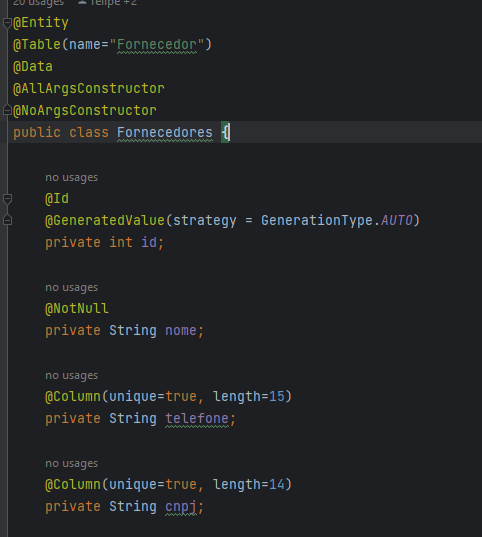 20 usages felipe +2
@Entity
@Table(name="Fornecedor")
@Data
@AllArgsConstructor
@NoArgsConstructor
public class Fornecedores {
no usages
@Id
@GeneratedValue(strategy = GenerationType.AUTO)
private int id;
no usages
@NotNull
private String nome;
no usages
@Column(unique=true, length=15)
private String telefone;
no usages
@Column(unique=true, length=14)
private String cnpj;